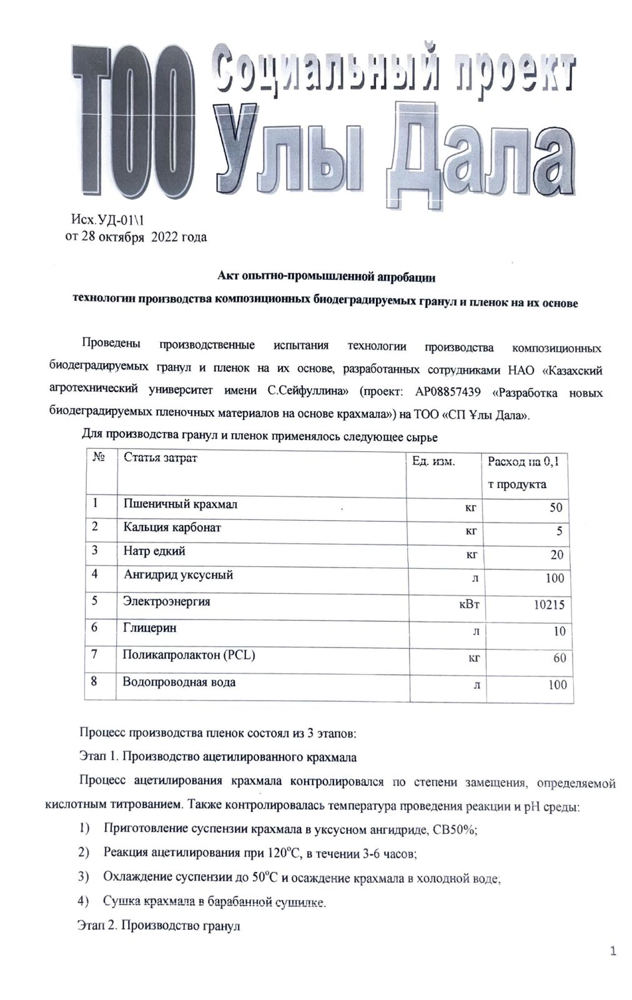 ТОО Социальный проект
Улы Дала
Исх.УД-01\1
от 28 октября 2022 года
Акт опытно-промышленной апробации
технологии производства композиционных биодеградируемых гранул и пленок на их основе
Проведены производственные испытания технологии производства композиционных
биодеградируемых гранул и пленок на их основе, разработанных сотрудниками НАО «Казахский
агротехнический университет имени С.Сейфуллина» (проект: AP08857439 «Разработка новых
биодеградируемых пленочных материалов на основе крахмала») на ТОО «СП Ұлы Дала».
Для производства гранул и пленок применялось следующее сырье
№ Статья затрат Ед. изм. Расход на 0,1
т продукта
1 Пшеничный крахмал кг 50
2 Кальция карбонат кг 5
3 Натр едкий кг 20
4 Ангидрид уксусный л 100
5 Электроэнергия кВт 10215
6 Глицерин л 10
7 Поликапролактон (PCL) кг 60
8 Водопроводная вода л 100
Процесс производства пленок состоял из 3 этапов:
Этап 1. Производство ацетилированного крахмала
Процесс ацетилирования крахмала контролировался по степени замещения, определяемой
кислотным титрованием. Также контролировалась температура проведения реакции и pH среды:
1) Приготовление суспензии крахмала в уксусном ангидриде, СВ50%;
2) Реакция ацетилирования при 120°С, в течении 3-6 часов;
3) Охлаждение суспензии до 50°С и осаждение крахмала в холодной воде;
4) Сушка крахмала в барабанной сушилке.
Этап 2. Производство гранул
1